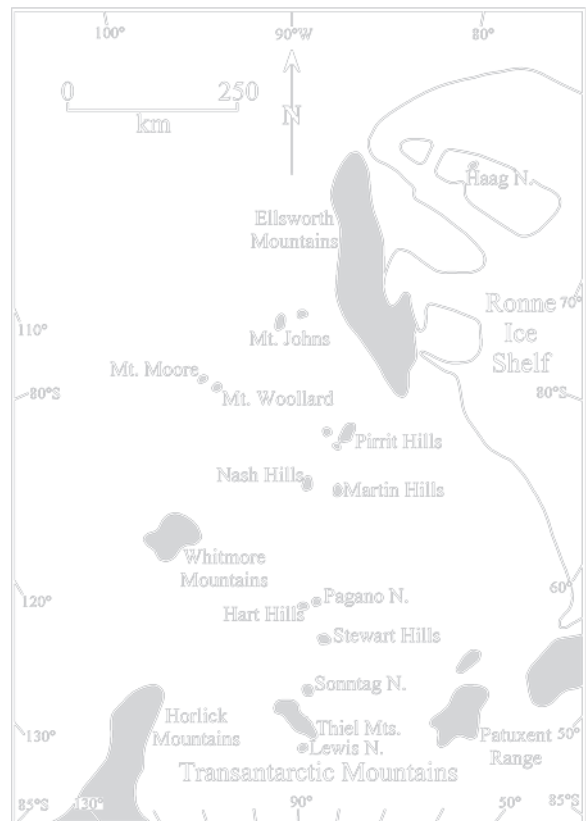 100°
90°W
80°
0
250
km
N
Haag N.
Ellsworth
Mountains
Ronne
Ice
Shelf
70°
110°
Mt. Johns
Mt. Moore
Mt. Woollard
80°S
80°S
Pirrit Hills
Nash Hills
Martin Hills
Whitmore
Mountains
60°
120°
Pagano N.
Hart Hills
Stewart Hills
Sonntag N.
Horlick
Mountains
Thiel Mts.
Lewis N.
Patuxent
Range
50°
130°
Transantarctic Mountains
85°S
130°
90°
50°
85°S